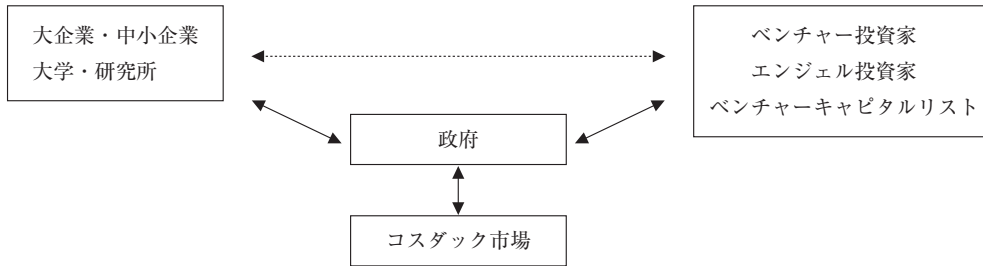 大企業・中小企業
大学・研究所
ベンチャー投資家
エンジェル投資家
ベンチャーキャピタルリスト
政府
コスダック市場